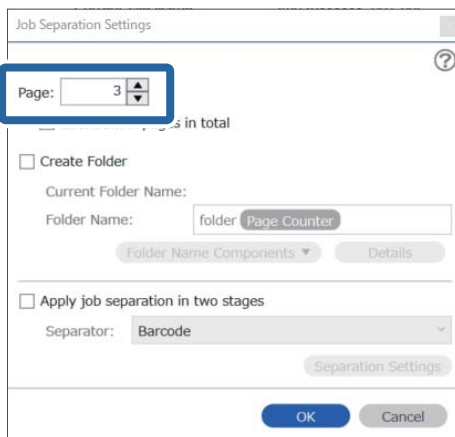 Job Separation Settings
?
Page: 3
pages in total
Create Folder
Current Folder Name:
Folder Name: folder Page Counter
Folder Name Components ▼ Details
Apply job separation in two stages
Separator: Barcode
Separation Settings
OK Cancel